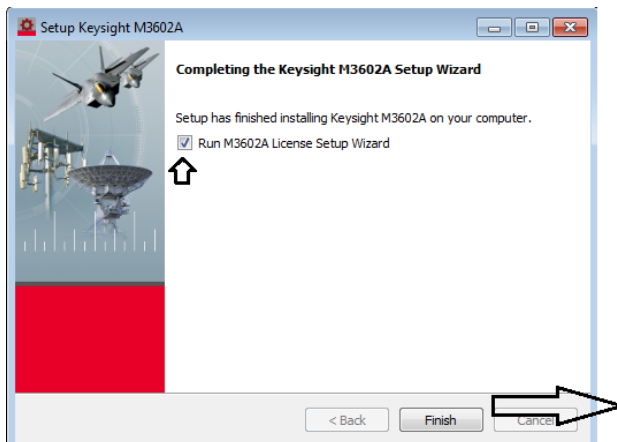 Setup Keysight M3602A
Completing the Keysight M3602A Setup Wizard
Setup has finished installing Keysight M3602A on your computer.
Run M3602A License Setup Wizard
< Back Finish Cancel